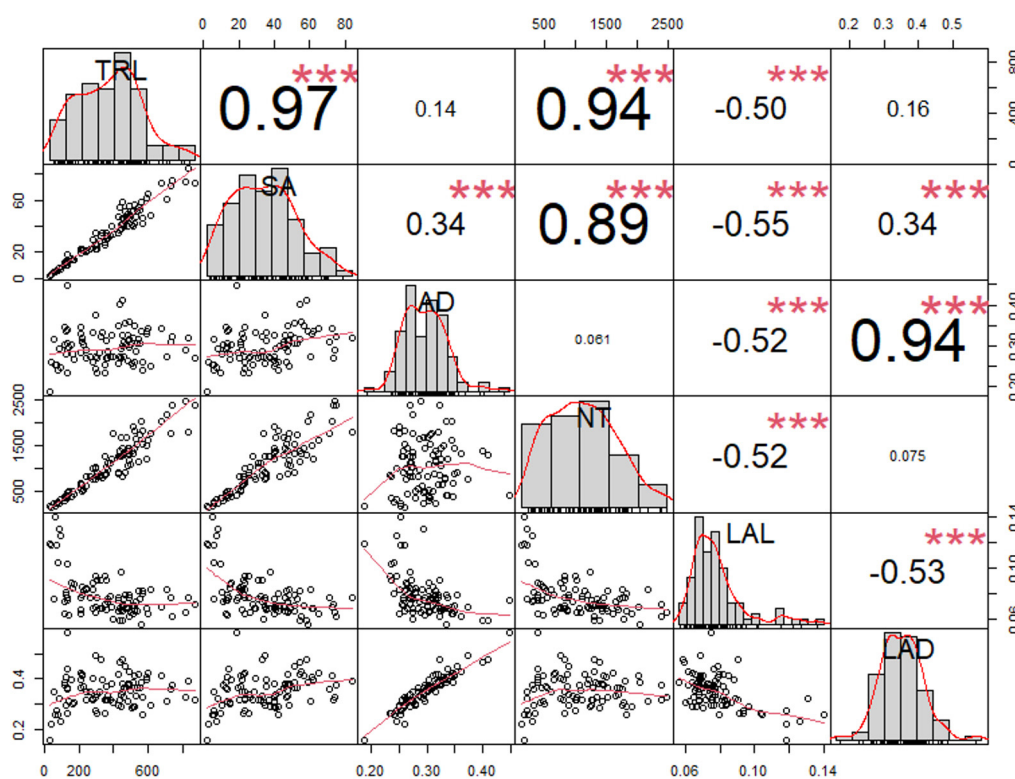 0 20 40 60 80 500 1500 2500 0.2 0.3 0.4 0.5
TRL *** 0.97 0.14 *** 0.94 *** -0.50 0.16 0 400 800
0 20 60 SA *** 0.34 *** 0.89 *** -0.55 *** 0.34
AD 0.061 *** -0.52 *** 0.94 0.20 0.30 0.40
500 1500 2500 NT *** -0.52 0.075
LAL *** -0.53 0.06 0.10 0.14
0.2 0.4 LAD
0 200 600 0.20 0.30 0.40 0.06 0.10 0.14